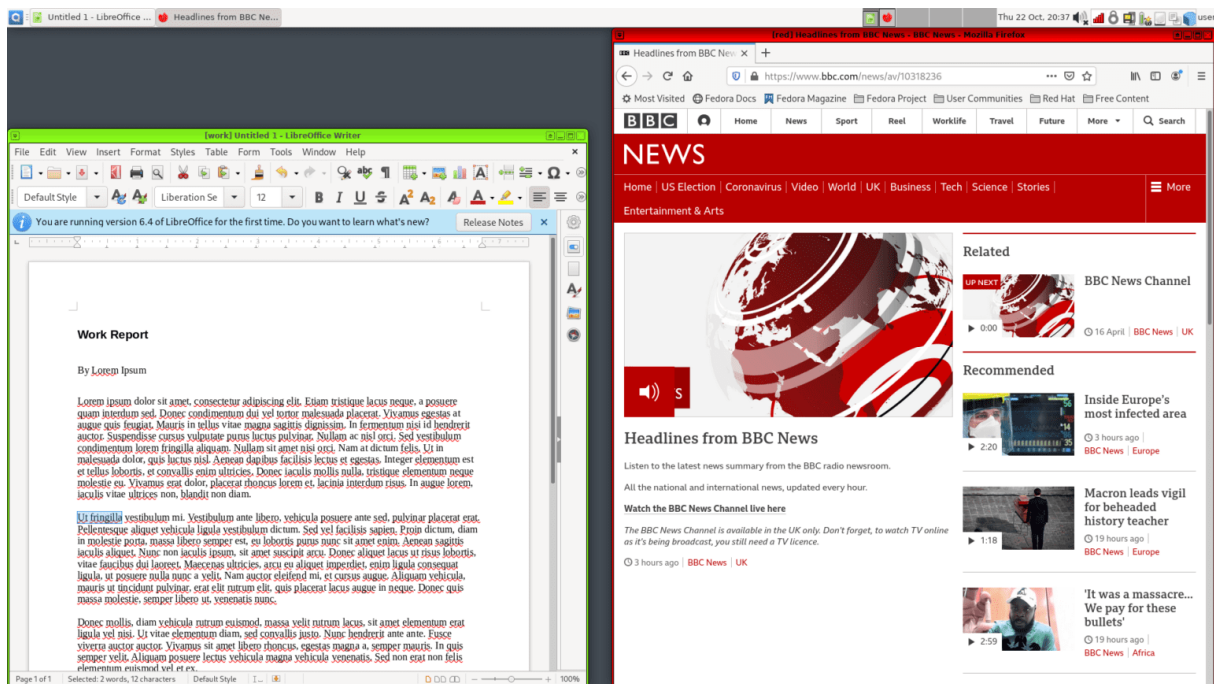 Untitled 1 - LibreOffice ...
Headlines from BBC Ne...
Thu 22 Oct, 20:37
user
[work] Untitled 1 - LibreOffice Writer
File Edit View Insert Format Styles Table Form Tools Window Help
Default Style
Liberation Se
12
You are running version 6.4 of LibreOffice for the first time. Do you want to learn what's new?
Release Notes
Work Report
By Lorem Ipsum
Lorem ipsum dolor sit amet, consectetur adipiscing elit. Etiam tristique lacus neque, a posuere
quam interdum sed. Donec condimentum dui vel tortor malesuada placerat. Vivamus egestas at
augue quis feugiat. Mauris in tellus vitae magna sagittis dignissim. In fermentum nisi id hendrerit
auctor. Suspendisse cursus vulputate purus luctus pulvinar. Nullam ac nisl orci. Sed vestibulum
condimentum lorem fringilla aliquam. Nullam sit amet nisi orci. Nam at dictum felis. Ut in
malesuada dolor, quis luctus nisl. Aenean dapibus facilisis lectus et egestas. Integer elementum est
et tellus lobortis, et convallis enim ultricies. Donec iaculis mollis nulla, tristique elementum neque
molestie eu. Vivamus erat dolor, placerat rhoncus lorem et, lacinia interdum risus. In augue lorem,
iaculis vitae ultrices non, blandit non diam.
Ut fringilla vestibulum mi. Vestibulum ante libero, vehicula posuere ante sed, pulvinar placerat erat.
Pellentesque aliquet vehicula ligula vestibulum dictum. Sed vel facilisis sapien. Proin dictum, diam
in molestie porta, massa libero semper est, eu lobortis purus nunc sit amet enim. Aenean sagittis
iaculis aliquet. Nunc non iaculis ipsum, sit amet suscipit arcu. Donec aliquet lacus ut risus lobortis,
vitae faucibus dui laoreet. Maecenas ultricies, arcu eu aliquet imperdiet, enim ligula consequat
ligula, ut posuere nulla nunc a velit. Nam auctor eleifend mi, et cursus augue. Aliquam vehicula,
mauris ut tincidunt pulvinar, erat elit rutrum elit, quis placerat lacus augue in neque. Donec quis
massa molestie, semper libero ut, venenatis nunc.
Donec mollis, diam vehicula rutrum euismod, massa velit rutrum lacus, sit amet elementum erat
ligula vel nisi. Ut vitae elementum diam, sed convallis justo. Nunc hendrerit ante ante. Fusce
viverra auctor auctor. Vivamus sit amet libero rhoncus, egestas magna a, semper mauris. In quis
semper velit. Aliquam posuere lectus vehicula magna vehicula venenatis. Sed non erat non felis
elementum euismod vel et ex.
Page 1 of 1 Selected: 2 words, 12 characters Default Style 100%
[red] Headlines from BBC News - BBC News - Mozilla Firefox
Headlines from BBC New
https://www.bbc.com/news/av/10318236
Most Visited Fedora Docs Fedora Magazine Fedora Project User Communities Red Hat Free Content
BBC Home News Sport Reel Worklife Travel Future More Search
NEWS
Home US Election Coronavirus Video World UK Business Tech Science Stories
Entertainment & Arts
More
S
Headlines from BBC News
Listen to the latest news summary from the BBC radio newsroom.
All the national and international news, updated every hour.
Watch the BBC News Channel live here
The BBC News Channel is available in the UK only. Don't forget, to watch TV online
as it's being broadcast, you still need a TV licence.
3 hours ago BBC News UK
Related
UP NEXT
0:00
BBC News Channel
16 April BBC News UK
Recommended
56
14
35
2:20
Inside Europe's
most infected area
3 hours ago
BBC News Europe
1:18
Macron leads vigil
for beheaded
history teacher
19 hours ago
BBC News Europe
2:59
'It was a massacre...
We pay for these
bullets'
19 hours ago
BBC News Africa